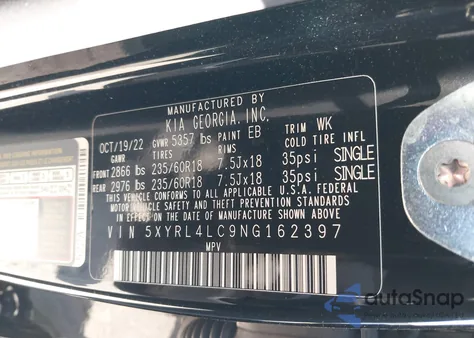 MANUFACTURED BY
KIA GEORGIA, INC.
OCT/19/22 GVWR 5357 lbs PAINT EB TRIM WK
GAWR TIRES RIMS COLD TIRE INFL
FRONT 2866 lbs 235/60R18 7.5Jx18 35psi SINGLE
REAR 2976 lbs 235/60R18 7.5Jx18 35psi SINGLE
THIS VEHICLE CONFORMS TO ALL APPLICABLE U.S.A. FEDERAL
MOTOR VEHICLE SAFETY AND THEFT PREVENTION STANDARDS
IN EFFECT ON THE DATE OF MANUFACTURE SHOWN ABOVE.
VIN 5XYRL4LC9NG162397
MPV
autoSnap